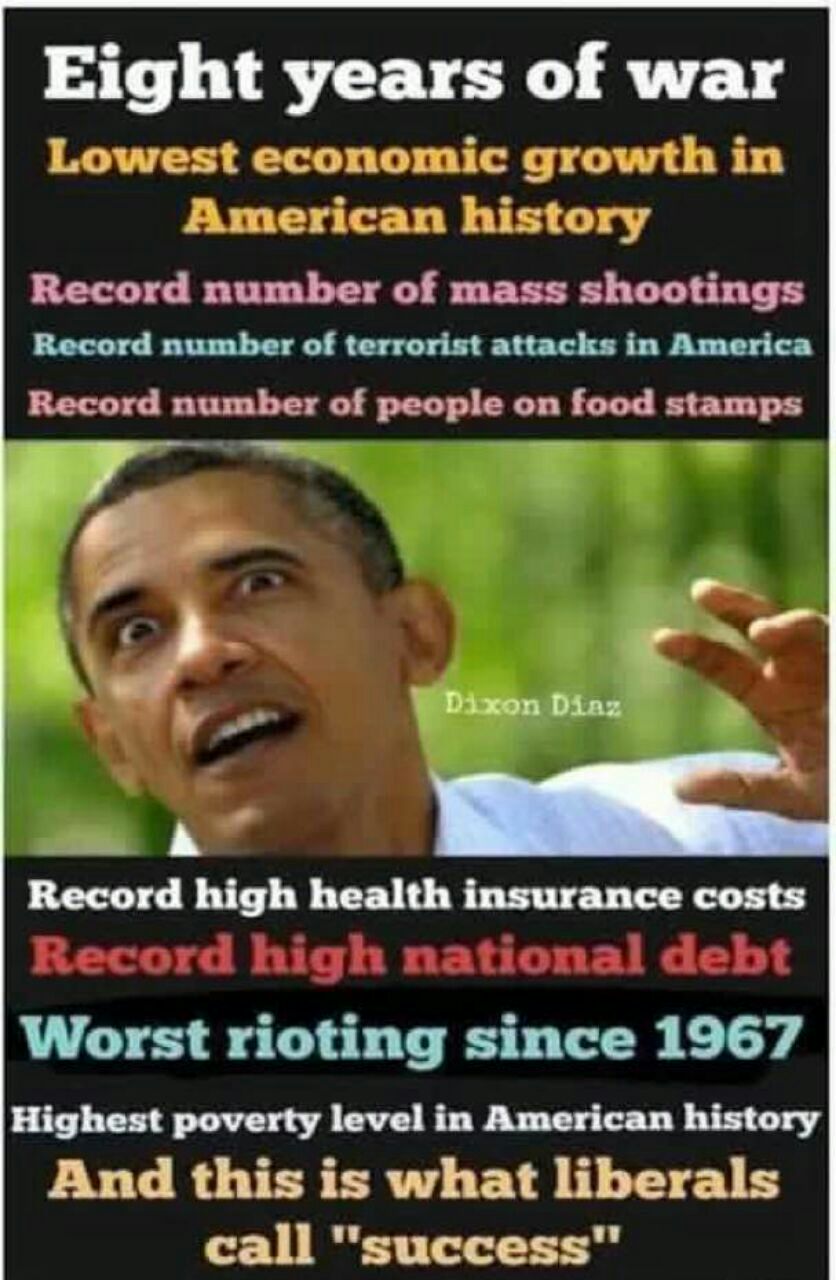 Eight years of war
Lowest economic growth in
American history
Record number of mass shootings
Record number of terrorist attacks in America
Record number of people on food stamps
Dixon Diaz
Record high health insurance costs
Record high national debt
Worst rioting since 1967
Highest poverty level in American history
And this is what liberals
call "success"